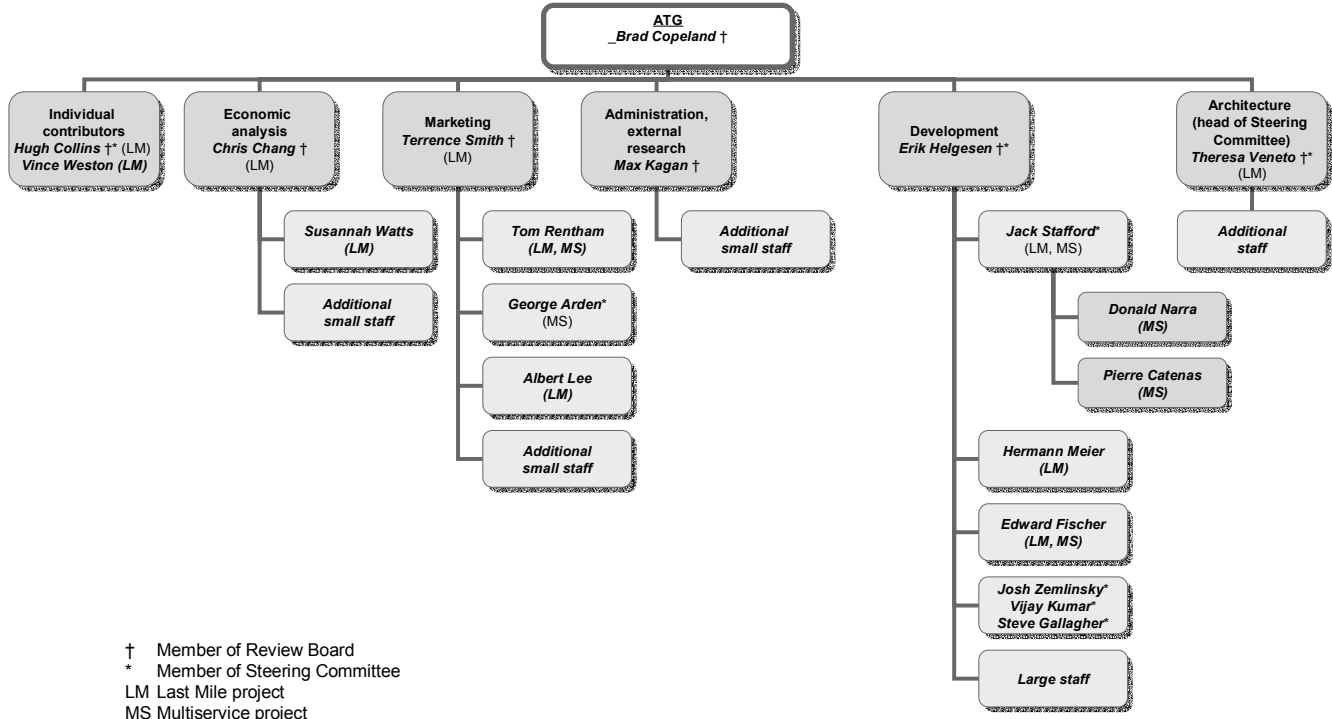 ATG
_Brad Copeland †
Individual
contributors
Hugh Collins †* (LM)
Vince Weston (LM)
Economic
analysis
Chris Chang †
(LM)
Susannah Watts
(LM)
Additional
small staff
Marketing
Terrence Smith †
(LM)
Tom Rentham
(LM, MS)
George Arden*
(MS)
Albert Lee
(LM)
Additional
small staff
Administration,
external
research
Max Kagan †
Additional
small staff
Development
Erik Helgesen †*
Jack Stafford*
(LM, MS)
Donald Narra
(MS)
Pierre Catenas
(MS)
Hermann Meier
(LM)
Edward Fischer
(LM, MS)
Josh Zemlinsky*
Vijay Kumar*
Steve Gallagher*
Large staff
Architecture
(head of Steering
Committee)
Theresa Veneto †*
(LM)
Additional
staff
† Member of Review Board
* Member of Steering Committee
LM Last Mile project
MS Multiservice project